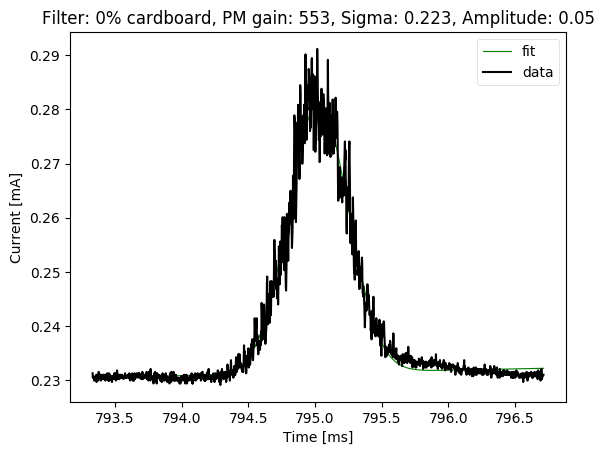 Filter: 0% cardboard, PM gain: 553, Sigma: 0.223, Amplitude: 0.05
fit
data
0.29
0.28
0.27
0.26
0.25
0.24
0.23
Current [mA]
793.5 794.0 794.5 795.0 795.5 796.0 796.5
Time [ms]